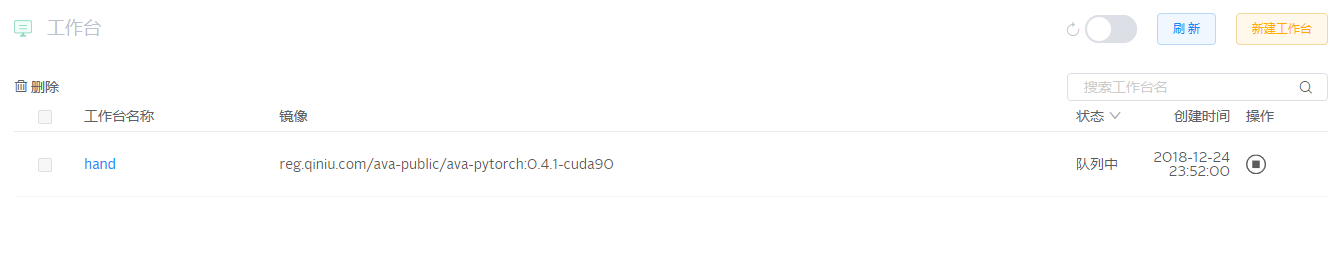 工作台
刷 新
新建工作台
删除
搜索工作台名
工作台名称 镜像 状态 创建时间 操作
hand reg.qiniu.com/ava-public/ava-pytorch:0.4.1-cuda90 队列中 2018-12-24
23:52:00